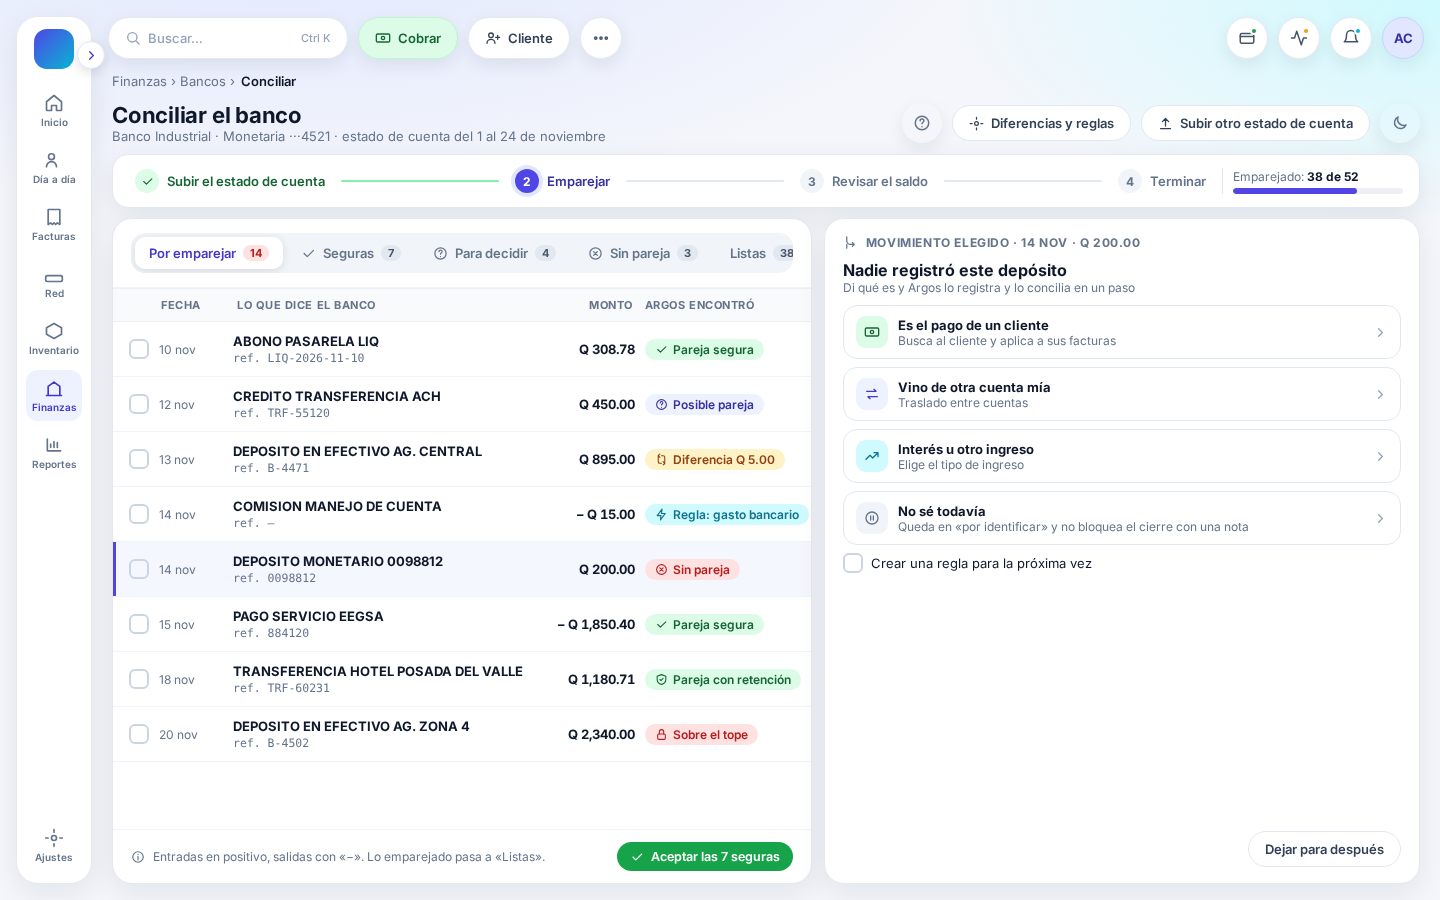 Buscar...
Ctrl K
Cobrar
Cliente
AC
Finanzas › Bancos › Conciliar
Conciliar el banco
Banco Industrial · Monetaria ···4521 · estado de cuenta del 1 al 24 de noviembre
Diferencias y reglas
Subir otro estado de cuenta
Inicio
Día a día
Facturas
Red
Inventario
Finanzas
Reportes
Ajustes
Subir el estado de cuenta
2 Emparejar
3 Revisar el saldo
4 Terminar
Emparejado: 38 de 52
Por emparejar 14
Seguras 7
Para decidir 4
Sin pareja 3
Listas 38
FECHA LO QUE DICE EL BANCO MONTO ARGOS ENCONTRÓ
10 nov ABONO PASARELA LIQ Q 308.78 Pareja segura
ref. LIQ-2026-11-10
12 nov CREDITO TRANSFERENCIA ACH Q 450.00 Posible pareja
ref. TRF-55120
13 nov DEPOSITO EN EFECTIVO AG. CENTRAL Q 895.00 Diferencia Q 5.00
ref. B-4471
14 nov COMISION MANEJO DE CUENTA – Q 15.00 Regla: gasto bancario
ref. —
14 nov DEPOSITO MONETARIO 0098812 Q 200.00 Sin pareja
ref. 0098812
15 nov PAGO SERVICIO EEGSA – Q 1,850.40 Pareja segura
ref. 884120
18 nov TRANSFERENCIA HOTEL POSADA DEL VALLE Q 1,180.71 Pareja con retención
ref. TRF-60231
20 nov DEPOSITO EN EFECTIVO AG. ZONA 4 Q 2,340.00 Sobre el tope
ref. B-4502
Entradas en positivo, salidas con «–». Lo emparejado pasa a «Listas».
Aceptar las 7 seguras
MOVIMIENTO ELEGIDO · 14 NOV · Q 200.00
Nadie registró este depósito
Di qué es y Argos lo registra y lo concilia en un paso
Es el pago de un cliente
Busca al cliente y aplica a sus facturas
Vino de otra cuenta mía
Traslado entre cuentas
Interés u otro ingreso
Elige el tipo de ingreso
No sé todavía
Queda en «por identificar» y no bloquea el cierre con una nota
Crear una regla para la próxima vez
Dejar para después